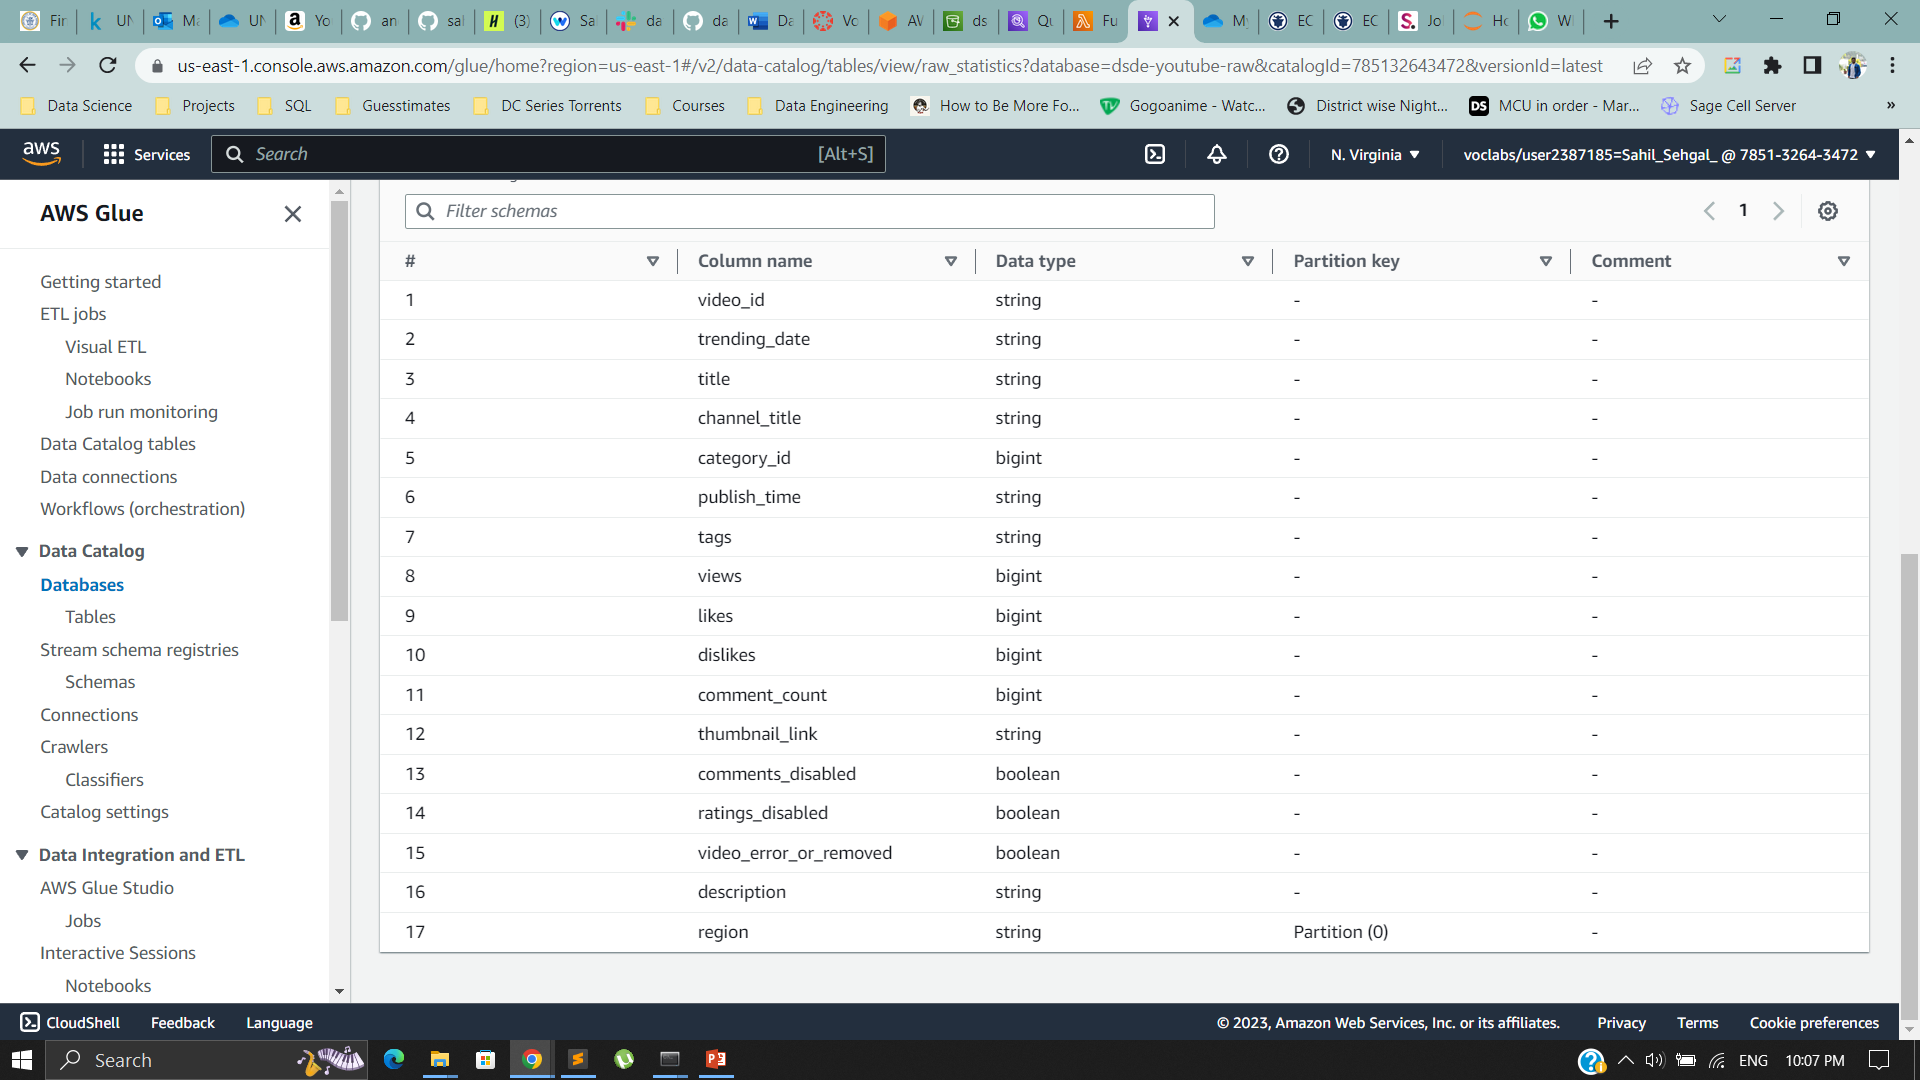 Fir
UN
Ma
UN
Yo
an
sal
(3)
Sa
da
da
Da
Vo
AV
ds
Qu
Fu
My
EC
EC
Jo
Ho
W
us-east-1.console.aws.amazon.com/glue/home?region=us-east-1#/v2/data-catalog/tables/view/raw_statistics?database=dsde-youtube-raw&catalogId=785132643472&versionId=latest
Data Science Projects SQL Guesstimates DC Series Torrents Courses Data Engineering How to Be More Fo... Gogoanime - Watc... District wise Night... DS MCU in order - Mar... Sage Cell Server »
aws Services Search [Alt+S] N. Virginia voclabs/user2387185=Sahil_Sehgal_ @ 7851-3264-3472
AWS Glue
Getting started
ETL jobs
Visual ETL
Notebooks
Job run monitoring
Data Catalog tables
Data connections
Workflows (orchestration)
Data Catalog
Databases
Tables
Stream schema registries
Schemas
Connections
Crawlers
Classifiers
Catalog settings
Data Integration and ETL
AWS Glue Studio
Jobs
Interactive Sessions
Notebooks
Filter schemas 1
# Column name Data type Partition key Comment
1 video_id string - -
2 trending_date string - -
3 title string - -
4 channel_title string - -
5 category_id bigint - -
6 publish_time string - -
7 tags string - -
8 views bigint - -
9 likes bigint - -
10 dislikes bigint - -
11 comment_count bigint - -
12 thumbnail_link string - -
13 comments_disabled boolean - -
14 ratings_disabled boolean - -
15 video_error_or_removed boolean - -
16 description string - -
17 region string Partition (0) -
CloudShell Feedback Language © 2023, Amazon Web Services, Inc. or its affiliates. Privacy Terms Cookie preferences
Search ENG 10:07 PM